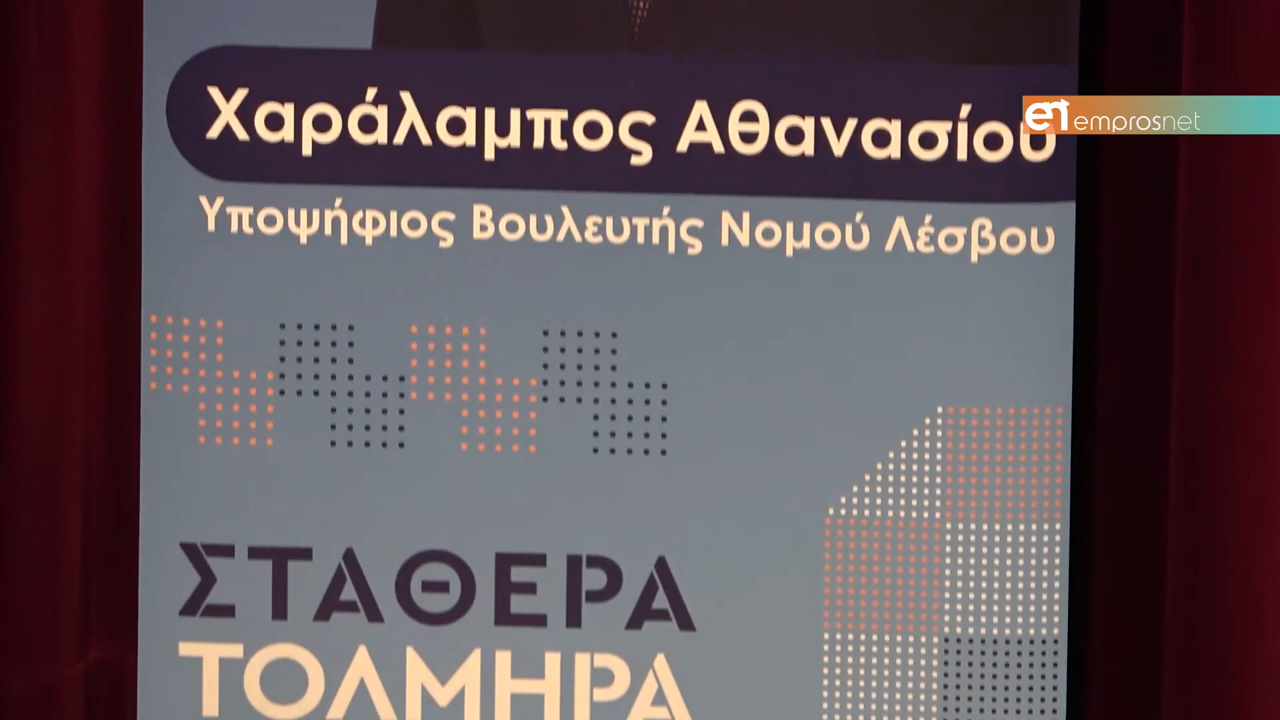 Χαράλαμπος Αθανασίου
emprosnet
Υποψήφιος Βουλευτής Νομού Λέσβου
ΣΤΑΘΕΡΑ
ΤΟΛΜΗΡΑ